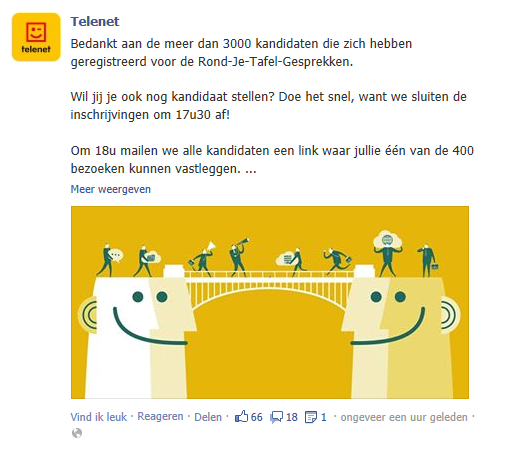 telenet
Telenet
Bedankt aan de meer dan 3000 kandidaten die zich hebben
geregistreerd voor de Rond-Je-Tafel-Gesprekken.
Wil jij je ook nog kandidaat stellen? Doe het snel, want we sluiten de
inschrijvingen om 17u30 af!
Om 18u mailen we alle kandidaten een link waar jullie één van de 400
bezoeken kunnen vastleggen. ...
Meer weergeven
Vind ik leuk · Reageren · Delen · 66 18 1 · ongeveer een uur geleden ·